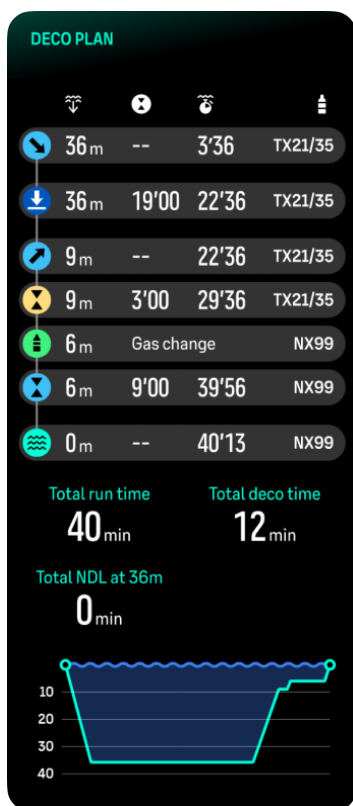 DECO PLAN
36 m -- 3'36 TX21/35
36 m 19'00 22'36 TX21/35
9 m -- 22'36 TX21/35
9 m 3'00 29'36 TX21/35
6 m Gas change NX99
6 m 9'00 39'56 NX99
0 m -- 40'13 NX99
Total run time Total deco time
40 min 12 min
Total NDL at 36m
0 min
10
20
30
40